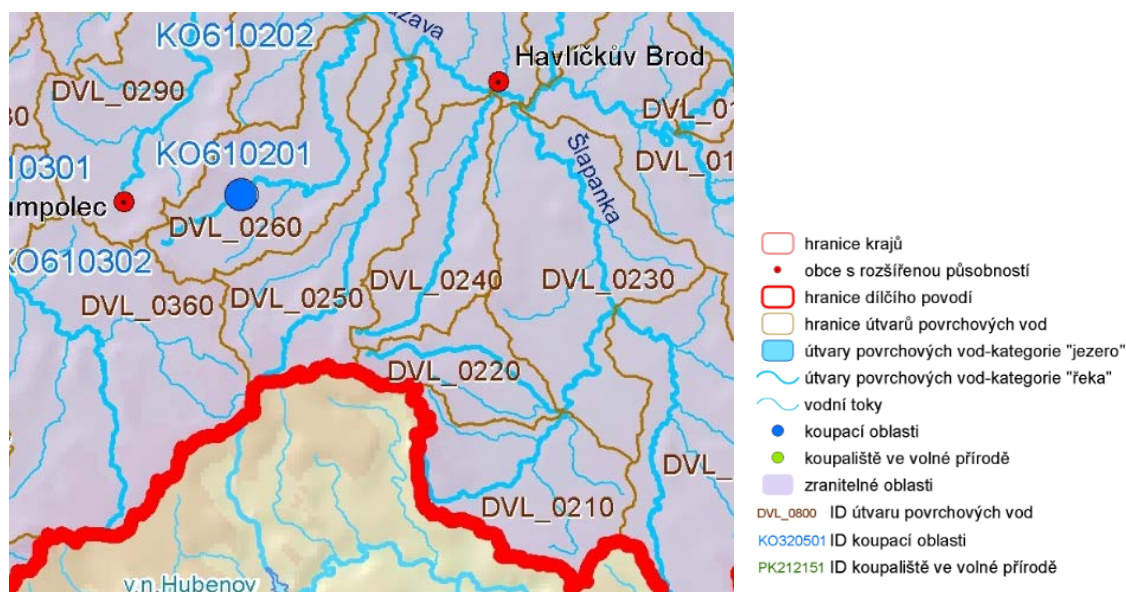 KO610202
Havlíčkův Brod
DVL_0290
KO610201
Šlapanka
DVL_0260
KO610302
DVL_0360
DVL_0250
DVL_0240
DVL_0230
DVL_0220
DVL_0210
v.n.Hubenov
hranice krajů
obce s rozšířenou působností
hranice dílčího povodí
hranice útvarů povrchových vod
útvary povrchových vod-kategorie "jezero"
útvary povrchových vod-kategorie "řeka"
vodní toky
koupací oblasti
koupaliště ve volné přírodě
zranitelné oblasti
DVL_0800 ID útvaru povrchových vod
KO320501 ID koupací oblasti
PK212151 ID koupaliště ve volné přírodě